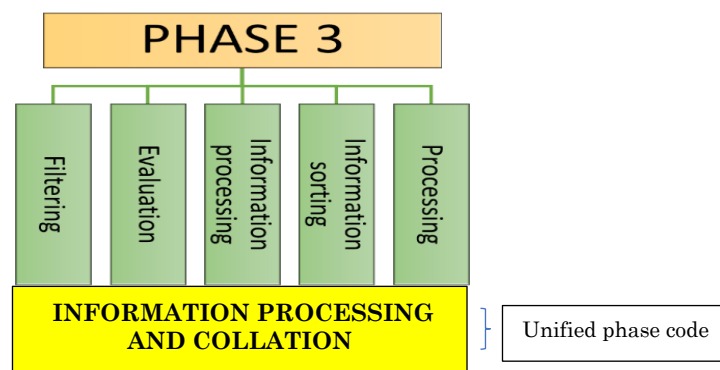 PHASE 3
Filtering
Evaluation
Information
processing
Information
sorting
Processing
INFORMATION PROCESSING
AND COLLATION
Unified phase code